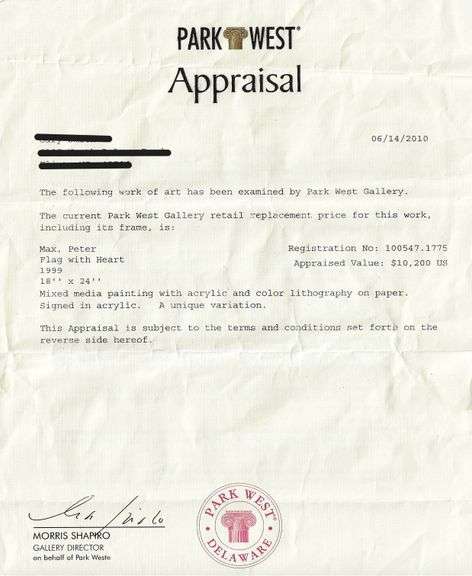 PARK WEST®
Appraisal
06/14/2010
The following work of art has been examined by Park West Gallery.
The current Park West Gallery retail replacement price for this work,
including its frame, is:
Max, Peter
Registration No: 100547.1775
Flag with Heart
Appraised Value: $10,200 US
1999
18'' x 24''
Mixed media painting with acrylic and color lithography on paper.
Signed in acrylic. A unique variation.
This Appraisal is subject to the terms and conditions set forth on the
reverse side hereof.
MORRIS SHAPIRO
GALLERY DIRECTOR
on behalf of Park Weste
PARK WEST®
DELAWARE